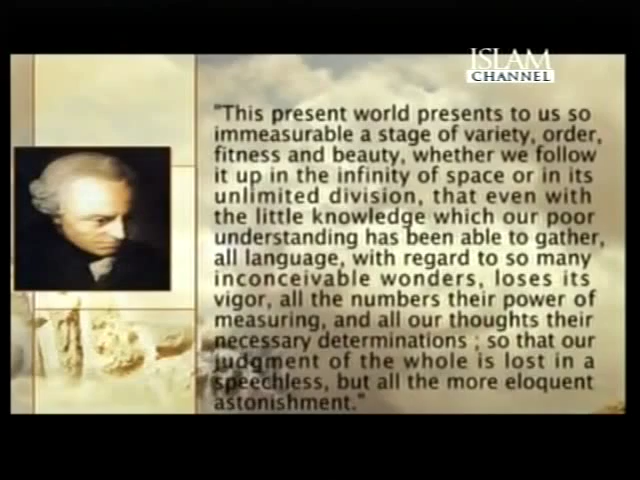 ISLAM
CHANNEL
"This present world presents to us so
immeasurable a stage of variety, order,
fitness and beauty, whether we follow
it up in the infinity of space or in its
unlimited division, that even with
the little knowledge which our poor
understanding has been able to gather,
all language, with regard to so many
inconceivable wonders, loses its
vigor, all the numbers their power of
measuring, and all our thoughts their
necessary determinations ; so that our
judgment of the whole is lost in a
speechless, but all the more eloquent
astonishment."